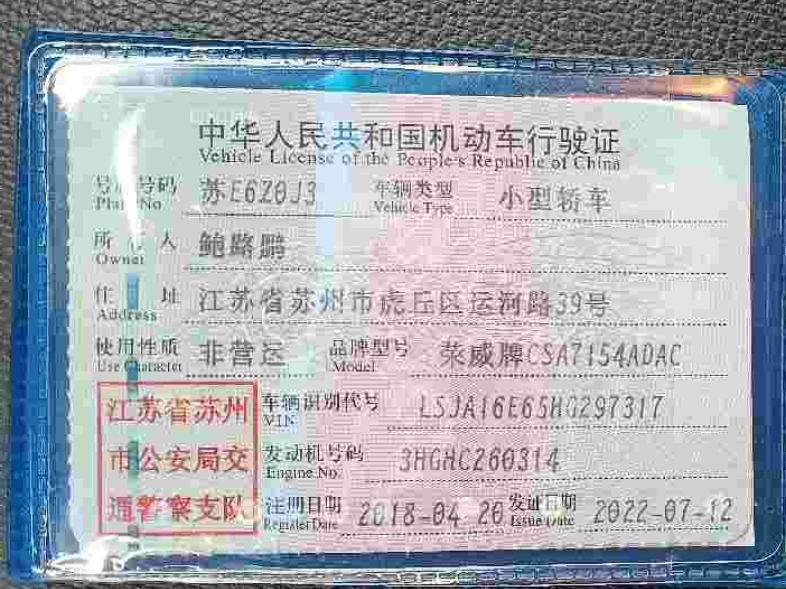 中华人民共和国机动车行驶证
Vehicle License of the People's Republic of China
号牌号码 苏E6Z0J3 车辆类型 小型轿车
Plate No Vehicle Type
所有人 鲍路鹏
Owner
住址 江苏省苏州市虎丘区运河路39号
Address
使用性质 非营运 品牌型号 荣威牌CSA7154ADAC
Use Character Model
江苏省苏州 车辆识别代号 LSJA16E65HG297317
VIN
市公安局交 发动机号码 3HGHC260314
Engine No.
通警察支队 注册日期 2018-04-20 发证日期 2022-07-12
Register Date Issue Date